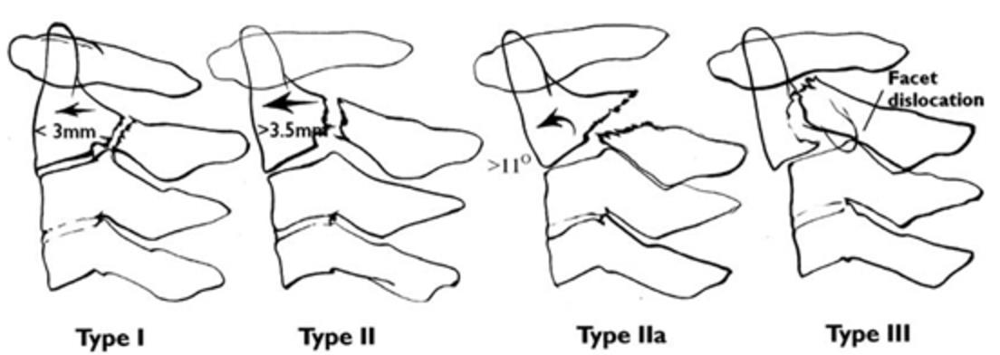 Facet
dislocation
< 3mm
>3.5mm
>11°
Type I
Type II
Type IIa
Type III